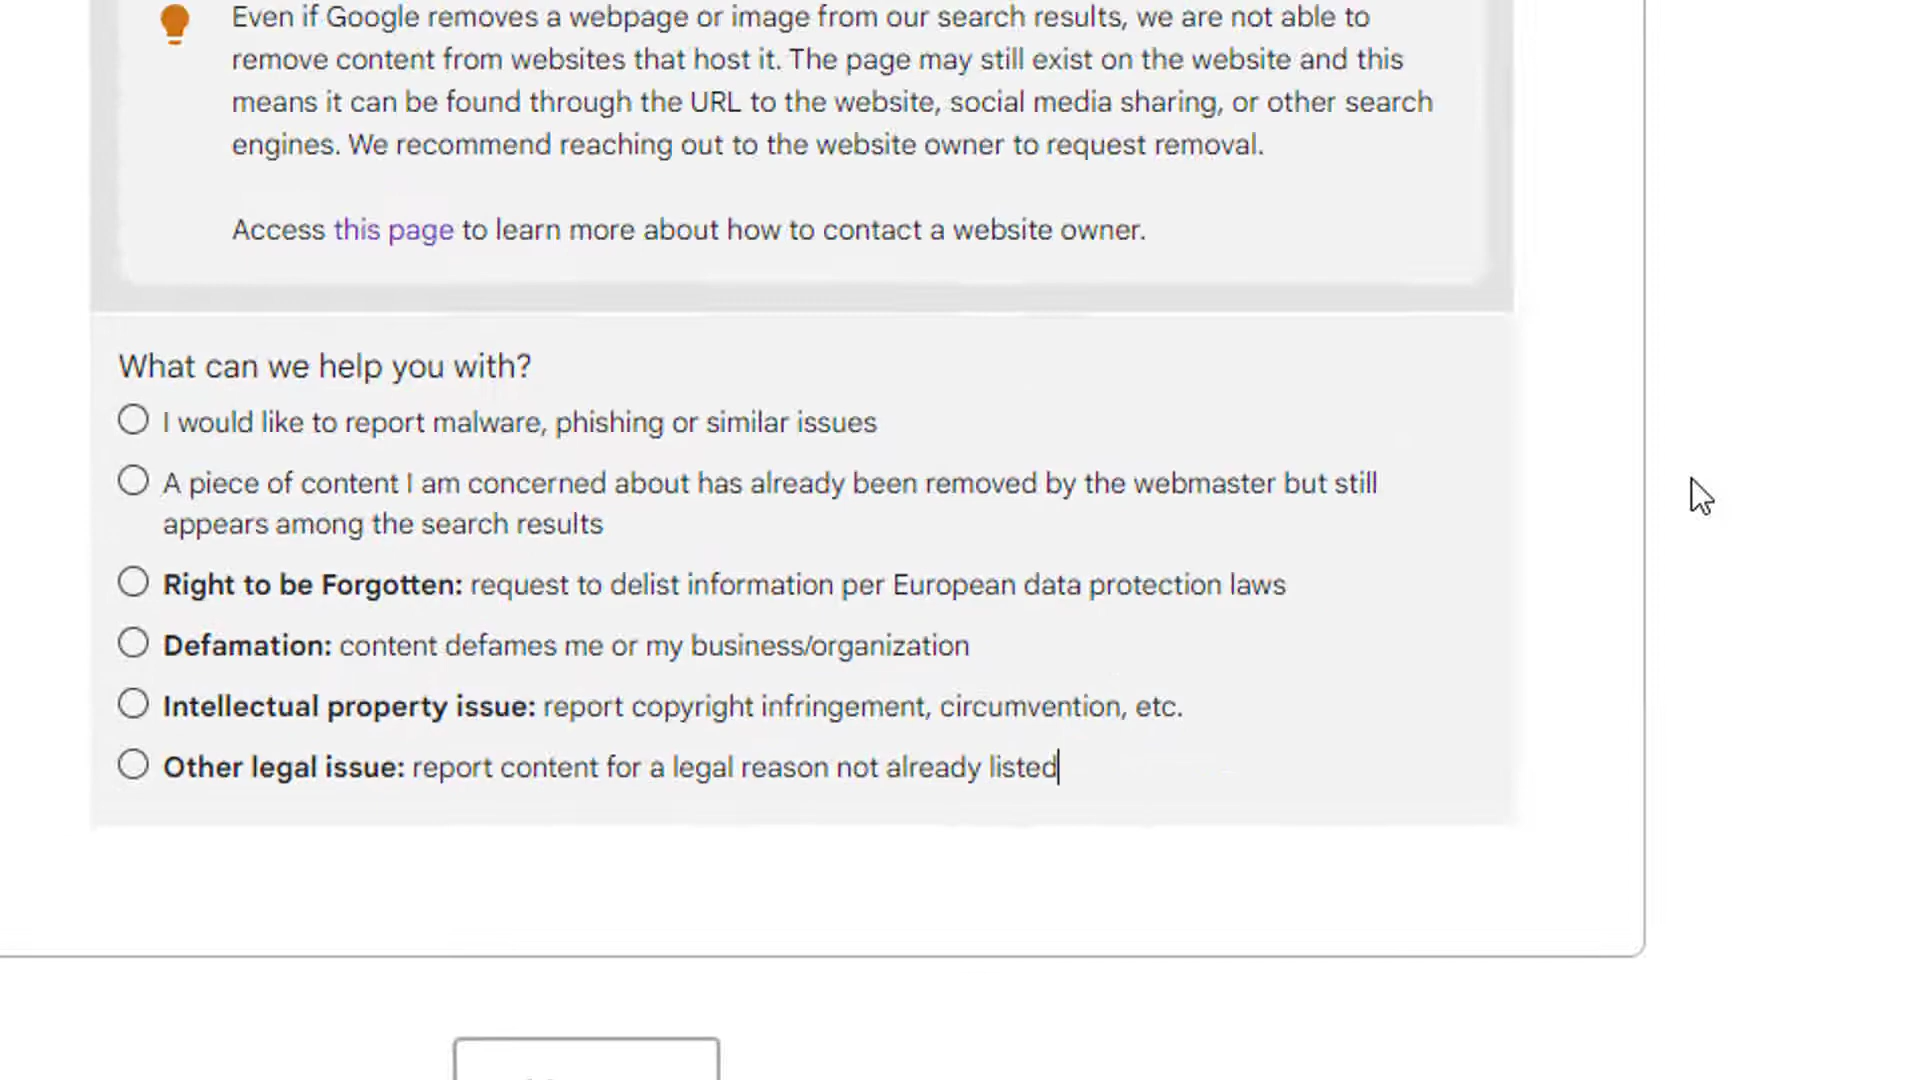 Even if Google removes a webpage or image from our search results, we are not able to
remove content from websites that host it. The page may still exist on the website and this
means it can be found through the URL to the website, social media sharing, or other search
engines. We recommend reaching out to the website owner to request removal.
Access this page to learn more about how to contact a website owner.
What can we help you with?
I would like to report malware, phishing or similar issues
A piece of content I am concerned about has already been removed by the webmaster but still
appears among the search results
Right to be Forgotten: request to delist information per European data protection laws
Defamation: content defames me or my business/organization
Intellectual property issue: report copyright infringement, circumvention, etc.
Other legal issue: report content for a legal reason not already listed